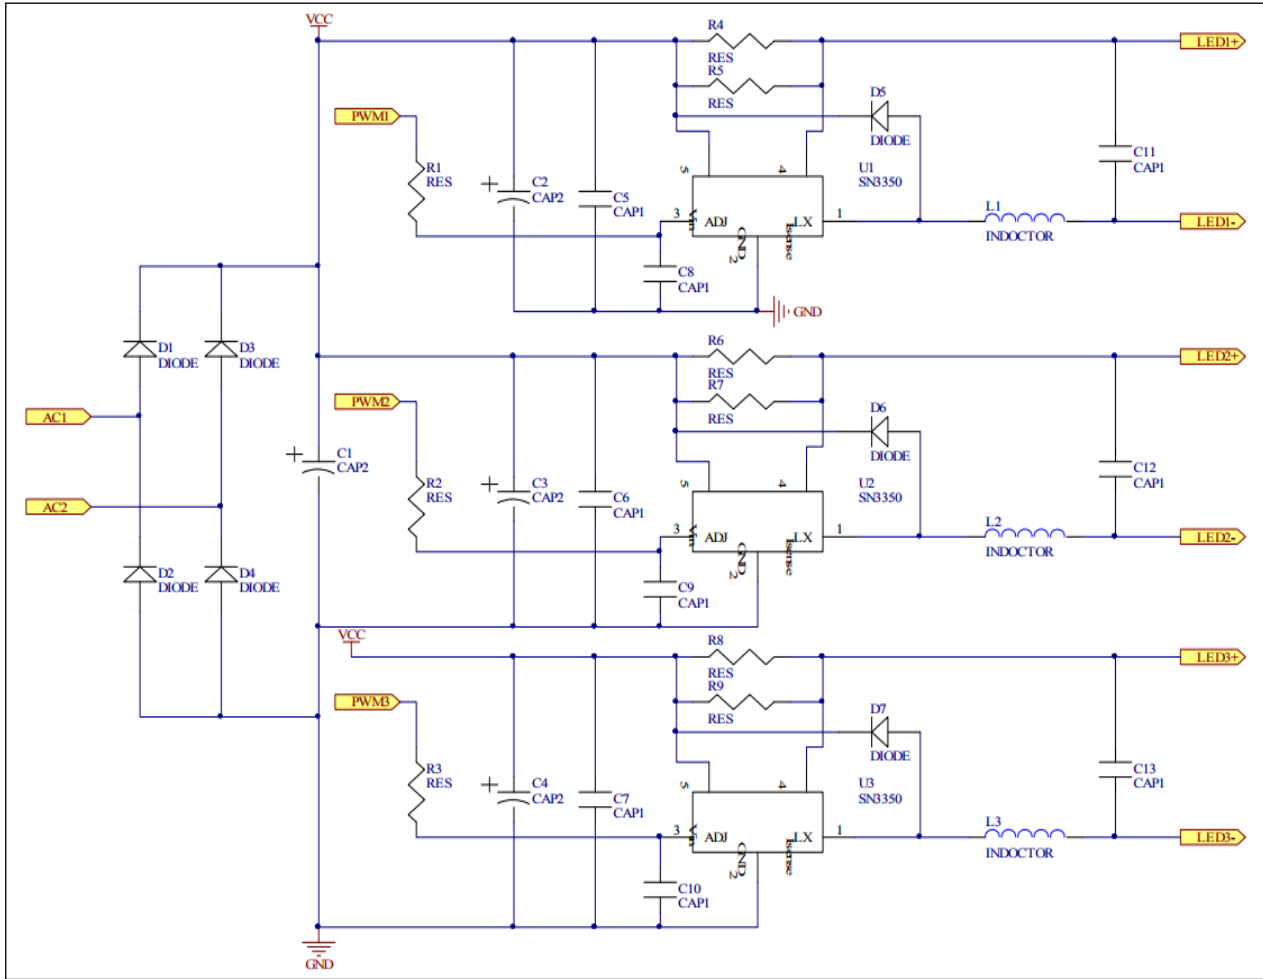 VCC
R4
RES
LED1+
R5
RES
D5
DIODE
PWM1
R1
RES
C2
CAP2
C5
CAP1
5
4
U1
SN3350
C11
CAP1
3
Vin
ADJ
GND
2
Isense
LX
1
L1
INDOCTOR
LED1-
C8
CAP1
GND
D1
DIODE
D3
DIODE
R6
RES
LED2+
R7
RES
D6
DIODE
PWM2
AC1
C1
CAP2
R2
RES
C3
CAP2
C6
CAP1
5
4
U2
SN3350
C12
CAP1
AC2
3
Vin
ADJ
GND
2
Isense
LX
1
L2
INDOCTOR
LED2-
D2
DIODE
D4
DIODE
C9
CAP1
VCC
R8
RES
LED3+
R9
RES
D7
DIODE
PWM3
R3
RES
C4
CAP2
C7
CAP1
5
4
U3
SN3350
C13
CAP1
3
Vin
ADJ
GND
2
Isense
LX
1
L3
INDOCTOR
LED3-
C10
CAP1
GND